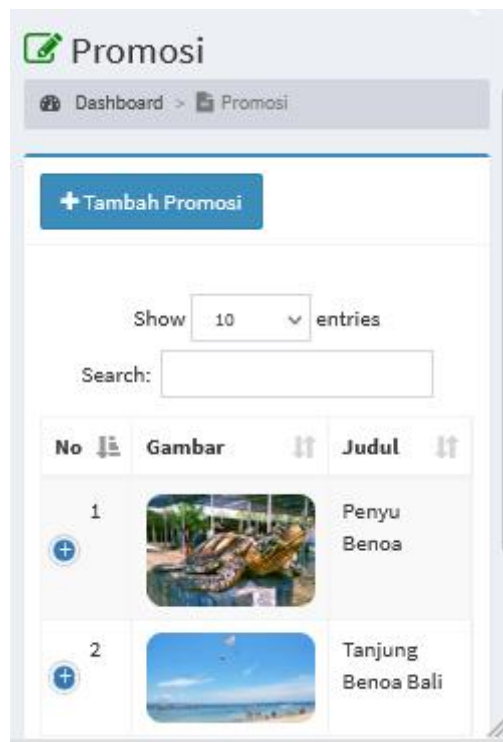 Promosi
Dashboard > Promosi
Tambah Promosi
Show 10 entries
Search:
No Gambar Judul
1 Penyu
Benoa
2 Tanjung
Benoa Bali